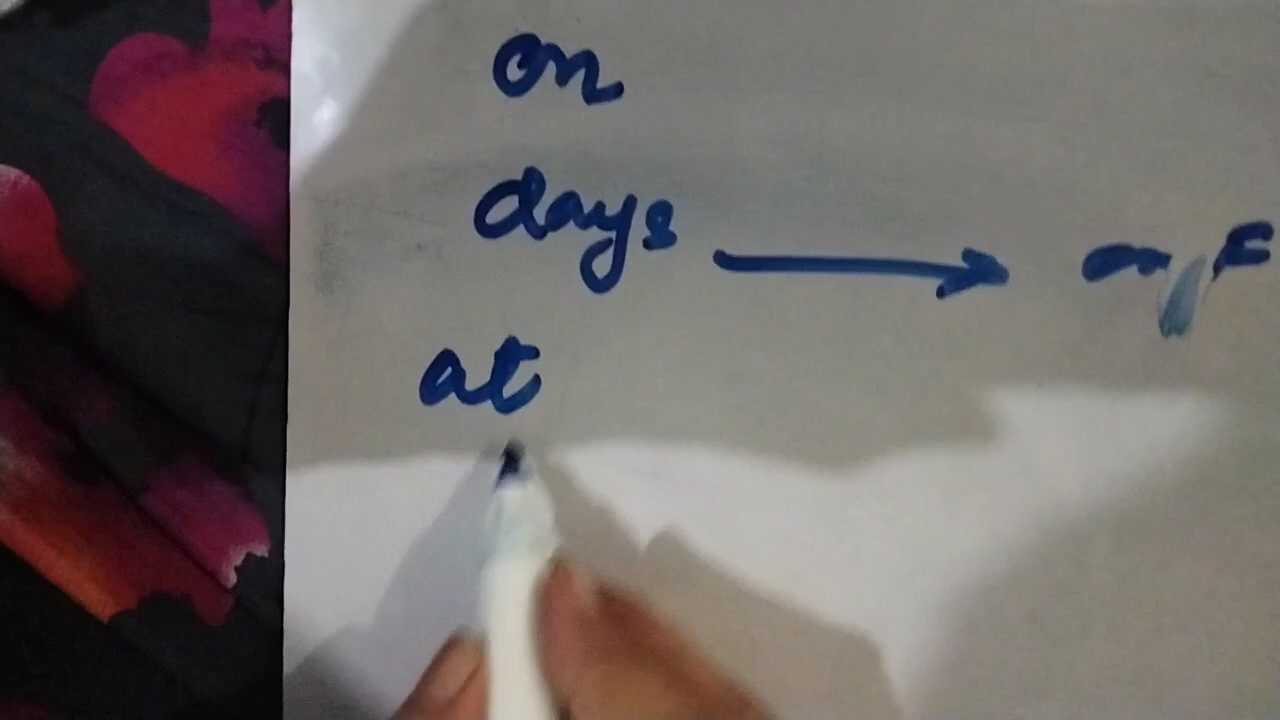 on
days →
at